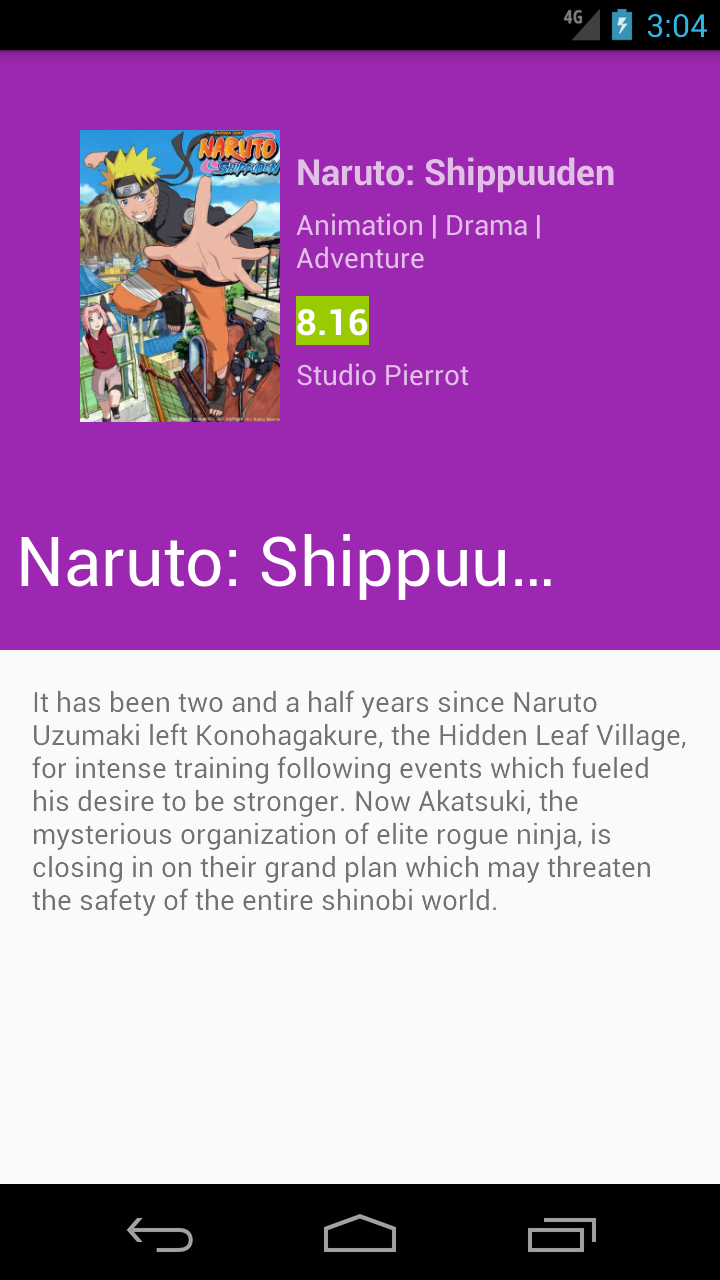 4G
3:04
NARUTO
SHIPPUDEN
Naruto: Shippuuden
Animation | Drama |
Adventure
8.16
Studio Pierrot
Naruto: Shippuu...
It has been two and a half years since Naruto
Uzumaki left Konohagakure, the Hidden Leaf Village,
for intense training following events which fueled
his desire to be stronger. Now Akatsuki, the
mysterious organization of elite rogue ninja, is
closing in on their grand plan which may threaten
the safety of the entire shinobi world.